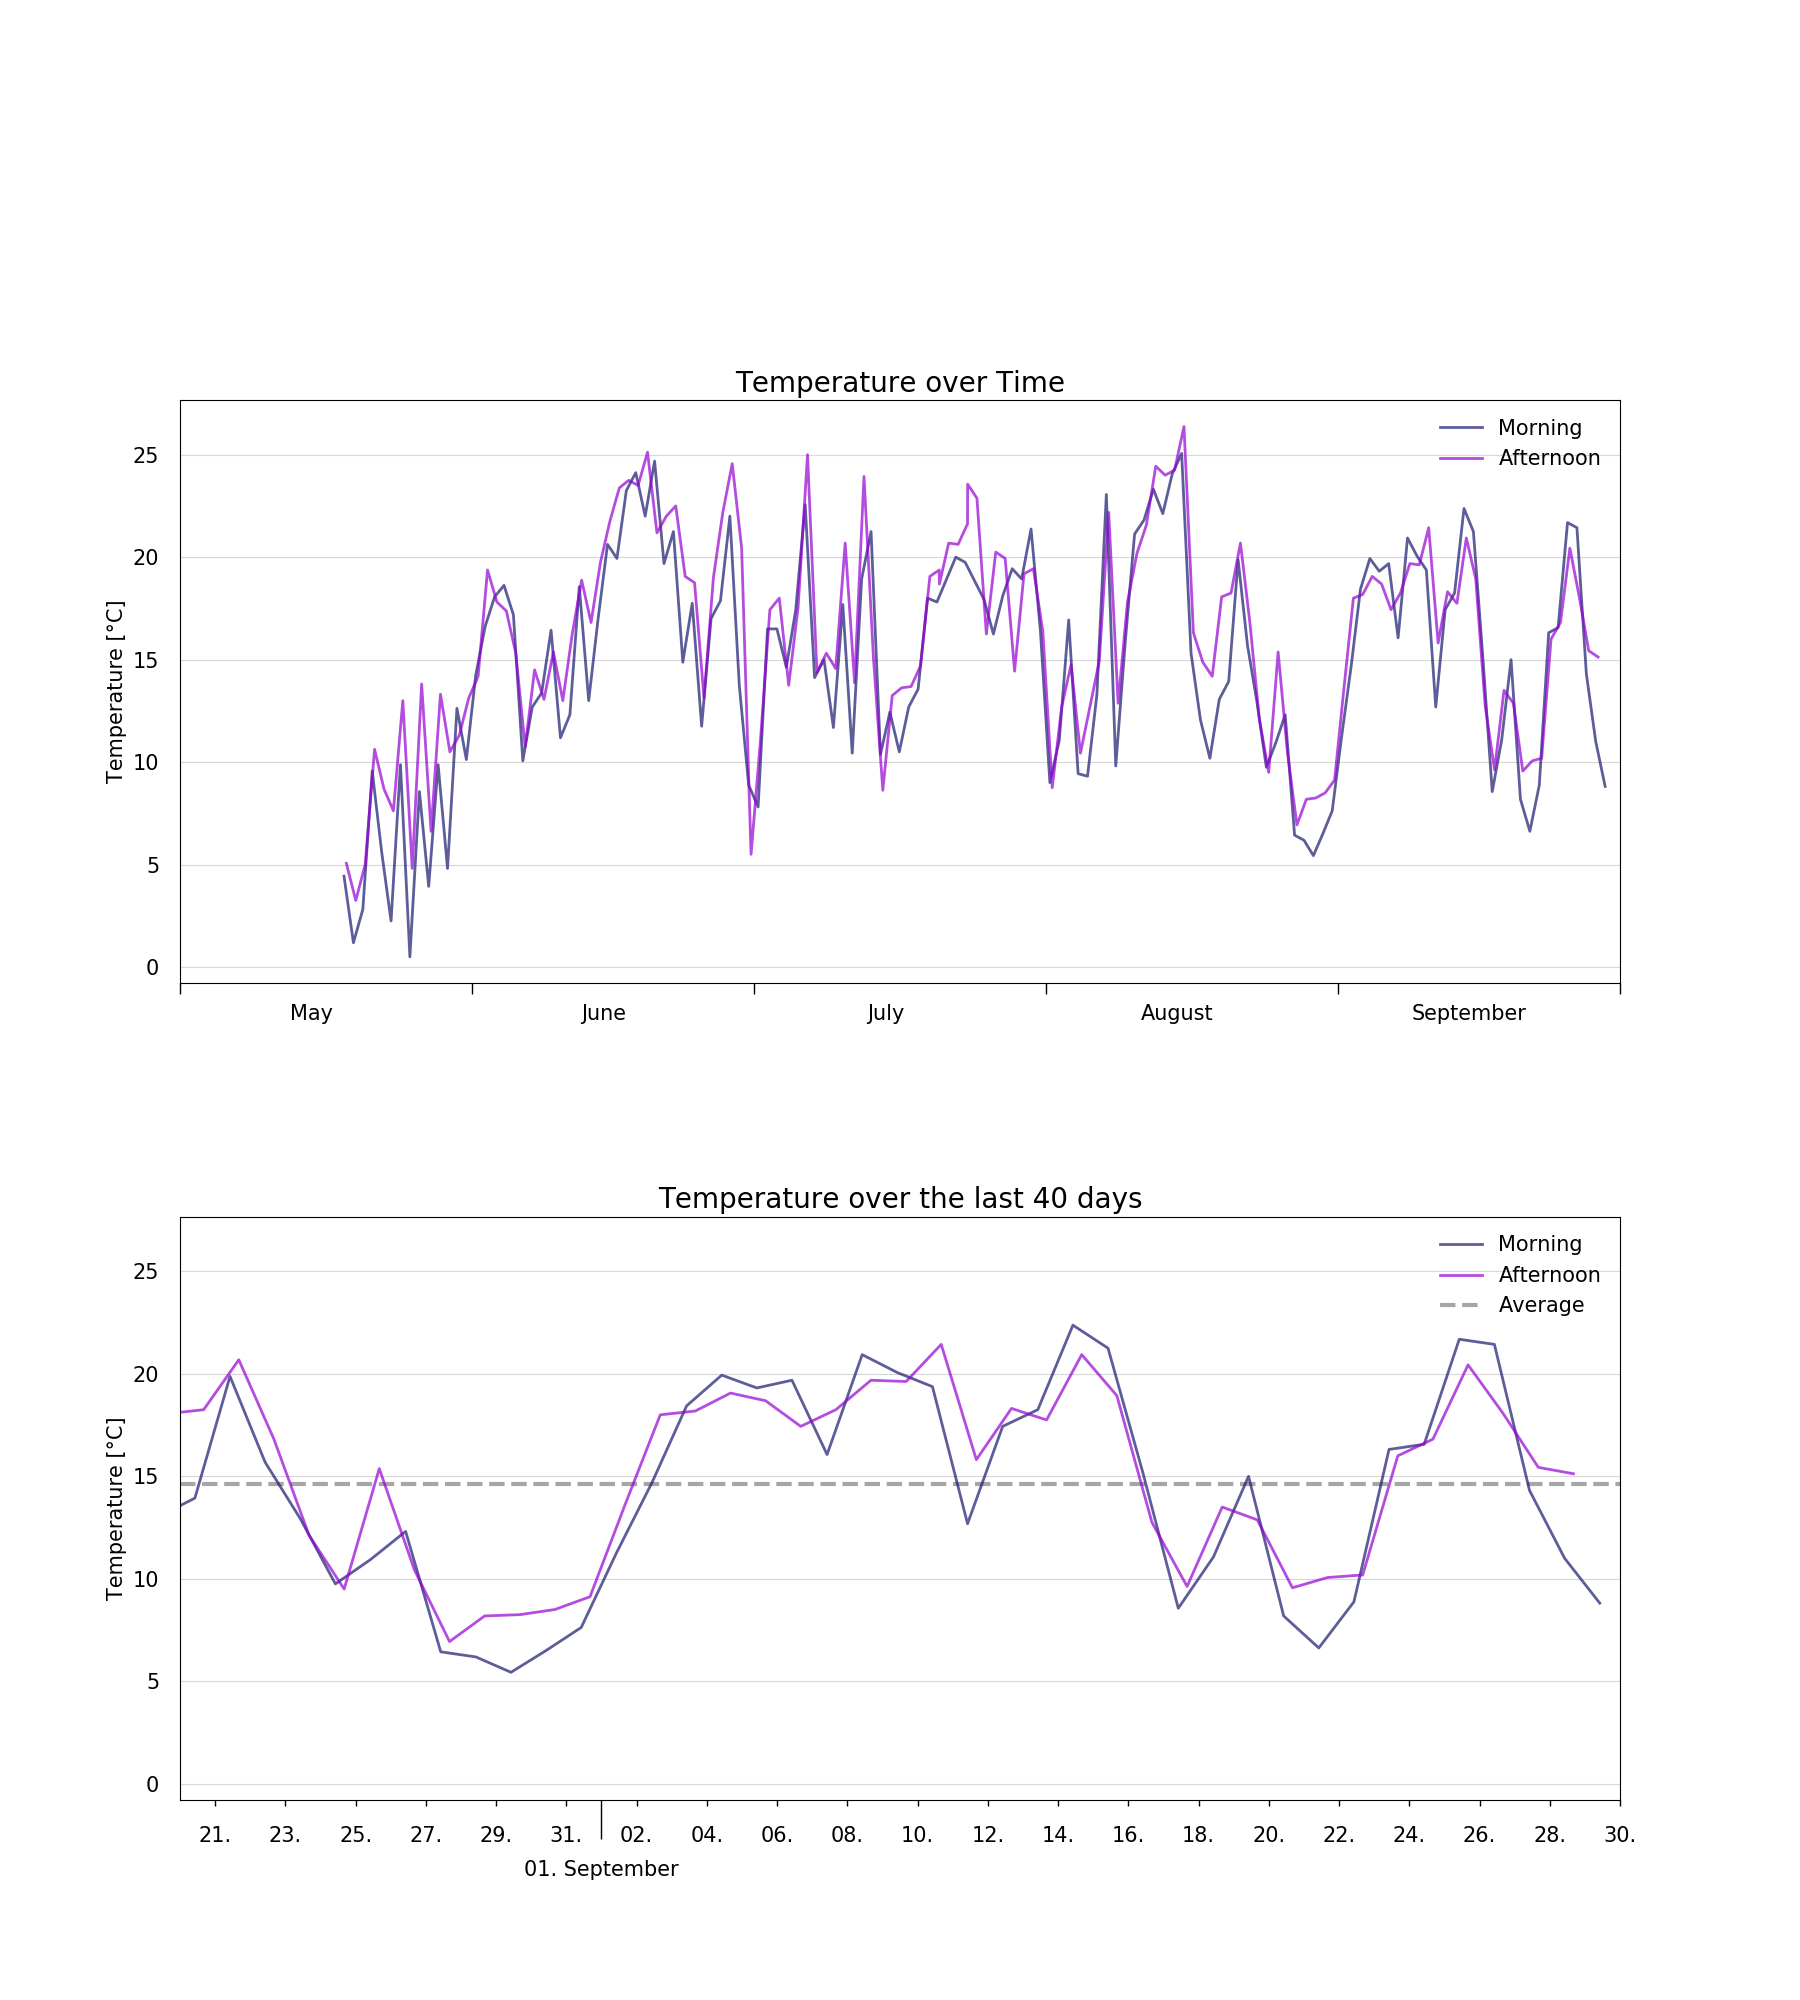 Temperature over Time
Morning
Afternoon
Temperature [°C]
25
20
15
10
5
0
May June July August September
Temperature over the last 40 days
Morning
Afternoon
Average
Temperature [°C]
25
20
15
10
5
0
21. 23. 25. 27. 29. 31. 02. 04. 06. 08. 10. 12. 14. 16. 18. 20. 22. 24. 26. 28. 30.
01. September